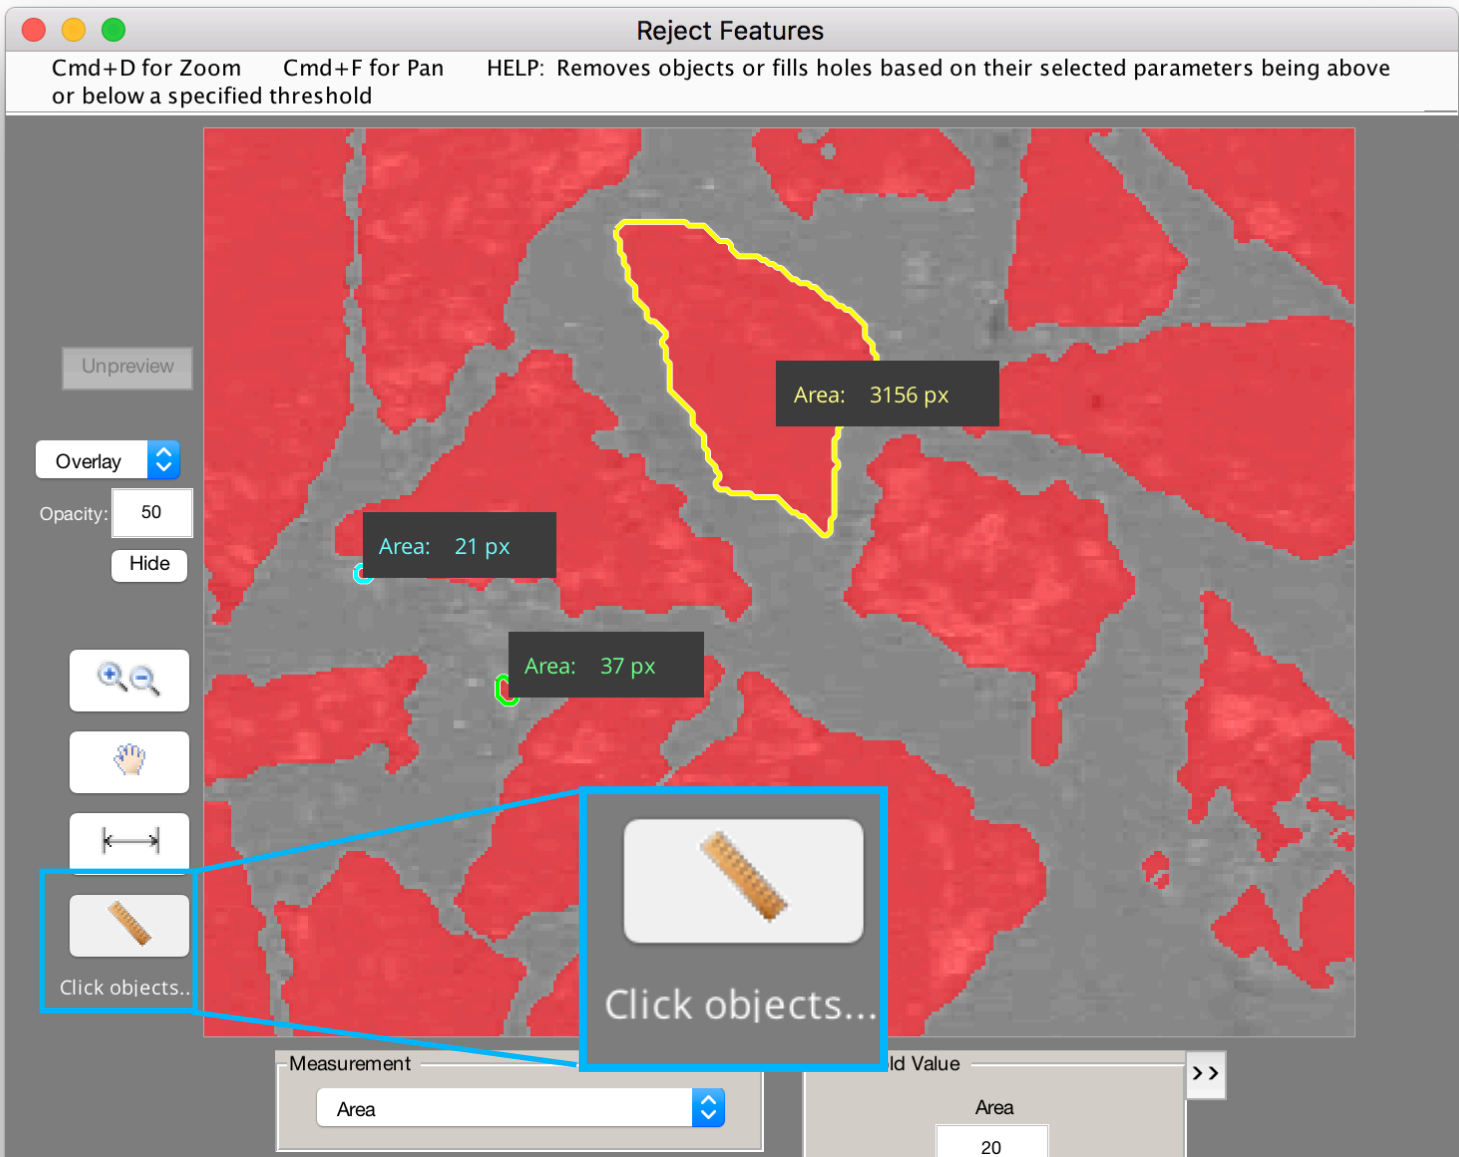 Reject Features
Cmd+D for Zoom Cmd+F for Pan HELP: Removes objects or fills holes based on their selected parameters being above
or below a specified threshold
Unpreview
Overlay
Opacity: 50
Hide
Area: 3156 px
Area: 21 px
Area: 37 px
Click objects...
Click objects...
Measurement
Area
ld Value
>>
Area
20